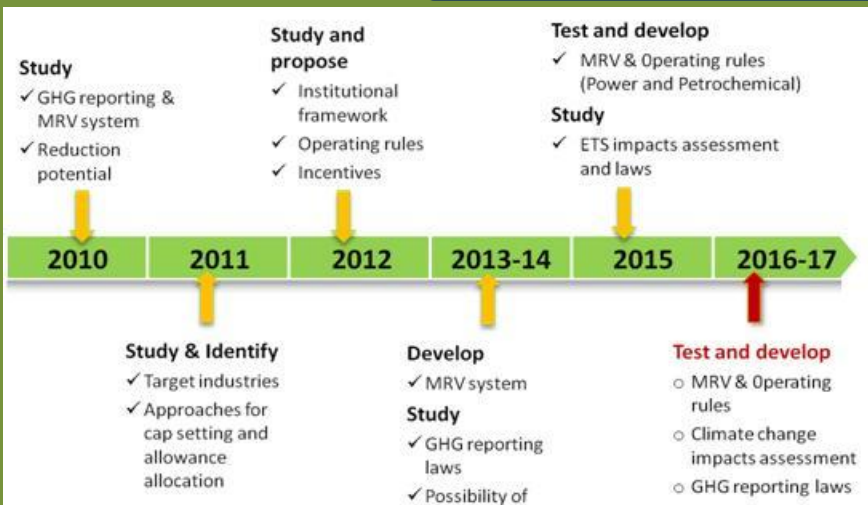 Study
✓ GHG reporting &
MRV system
✓ Reduction
potential
Study and
propose
✓ Institutional
framework
✓ Operating rules
✓ Incentives
Test and develop
✓ MRV & Operating rules
(Power and Petrochemical)
Study
✓ ETS impacts assessment
and laws
2010 2011 2012 2013-14 2015 2016-17
Study & Identify
✓ Target industries
✓ Approaches for
cap setting and
allowance
allocation
Develop
✓ MRV system
Study
✓ GHG reporting
laws
✓ Possibility of
Test and develop
○ MRV & Operating
rules
○ Climate change
impacts assessment
○ GHG reporting laws